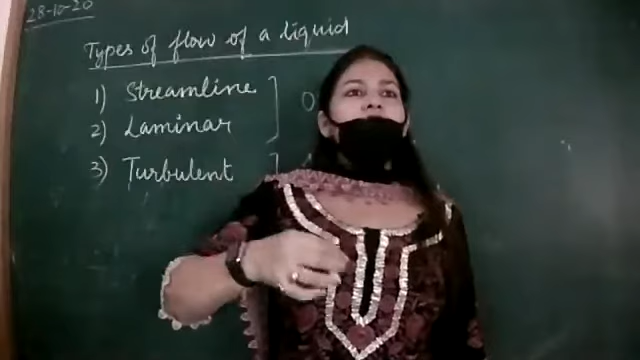 28-10-20
Types of flow of a liquid
1) Streamline
2) Laminar
3) Turbulent